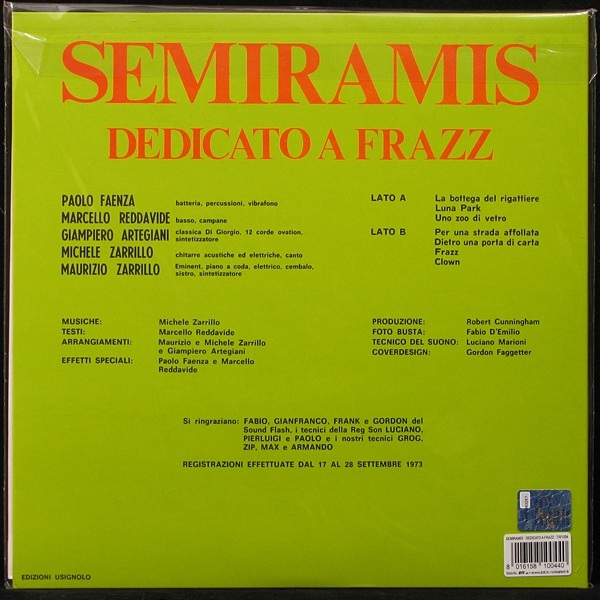 SEMIRAMIS
DEDICATO A FRAZZ
PAOLO FAENZA batteria, percussioni, vibrafono
MARCELLO REDDAVIDE basso, campane
GIAMPIERO ARTEGIANI classica Di Giorgio, 12 corde ovation,
sintetizzatore
MICHELE ZARRILLO chitarre acustiche ed elettriche, canto
MAURIZIO ZARRILLO Eminent, piano a coda, elettrico, cembalo,
sistro, sintetizzatore
LATO A La bottega del rigattiere
Luna Park
Uno zoo di vetro
LATO B Per una strada affollata
Dietro una porta di carta
Frazz
Clown
MUSICHE: Michele Zarrillo
TESTI: Marcello Reddavide
ARRANGIAMENTI: Maurizio e Michele Zarrillo
e Giampiero Artegiani
EFFETTI SPECIALI: Paolo Faenza e Marcello
Reddavide
PRODUZIONE: Robert Cunningham
FOTO BUSTA: Fabio D'Emilio
TECNICO DEL SUONO: Luciano Marioni
COVERDESIGN: Gordon Faggetter
Si ringraziano: FABIO, GIANFRANCO, FRANK e GORDON del
Sound Flash, i tecnici della Reg Son LUCIANO,
PIERLUIGI e PAOLO e i nostri tecnici GROG,
ZIP, MAX e ARMANDO
REGISTRAZIONI EFFETTUATE DAL 17 AL 28 SETTEMBRE 1973
EDIZIONI USIGNOLO
SEMIRAMIS DEDICATO A FRAZZ
8 016158 100440